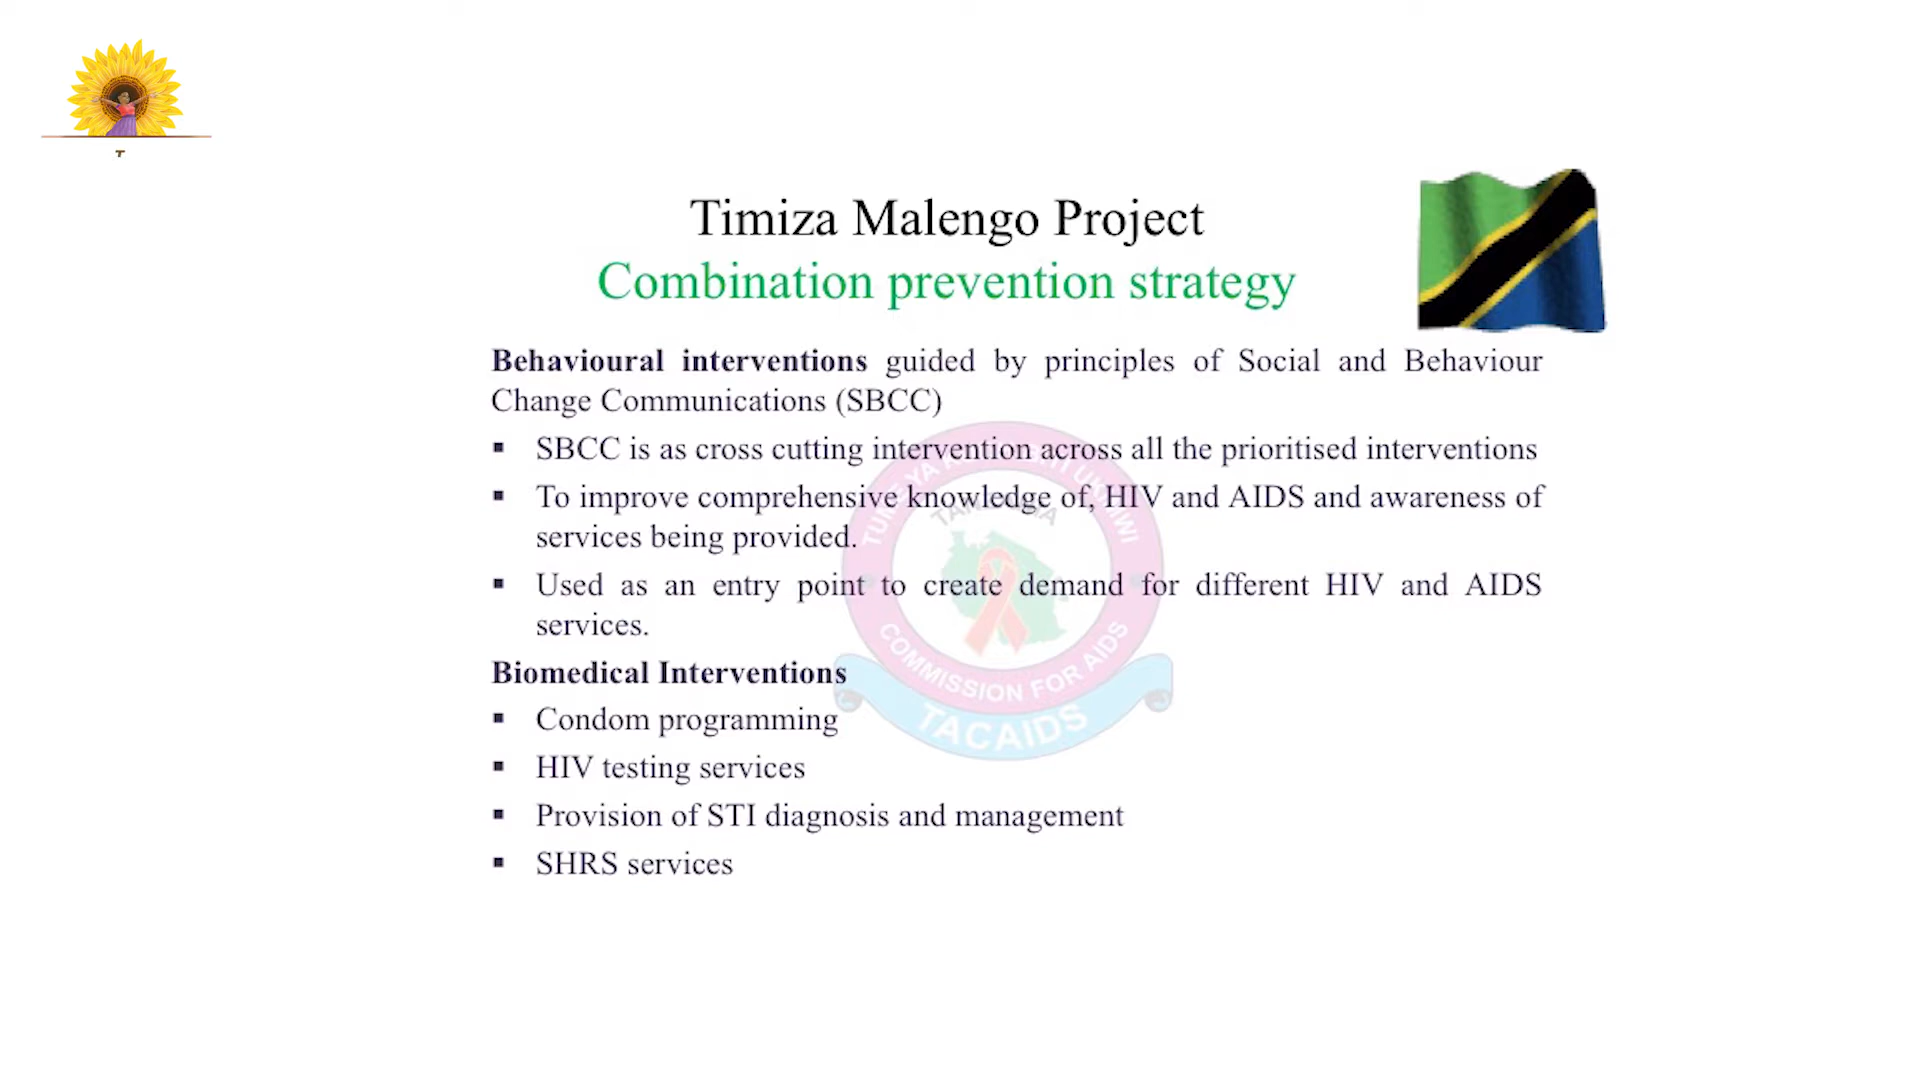 T
Timiza Malengo Project
Combination prevention strategy
Behavioural interventions guided by principles of Social and Behaviour
Change Communications (SBCC)
▪ SBCC is as cross cutting intervention across all the prioritised interventions
▪ To improve comprehensive knowledge of, HIV and AIDS and awareness of
services being provided.
▪ Used as an entry point to create demand for different HIV and AIDS
services.
Biomedical Interventions
▪ Condom programming
▪ HIV testing services
▪ Provision of STI diagnosis and management
▪ SHRS services
COMMISSION FOR AIDS
TACAIDS